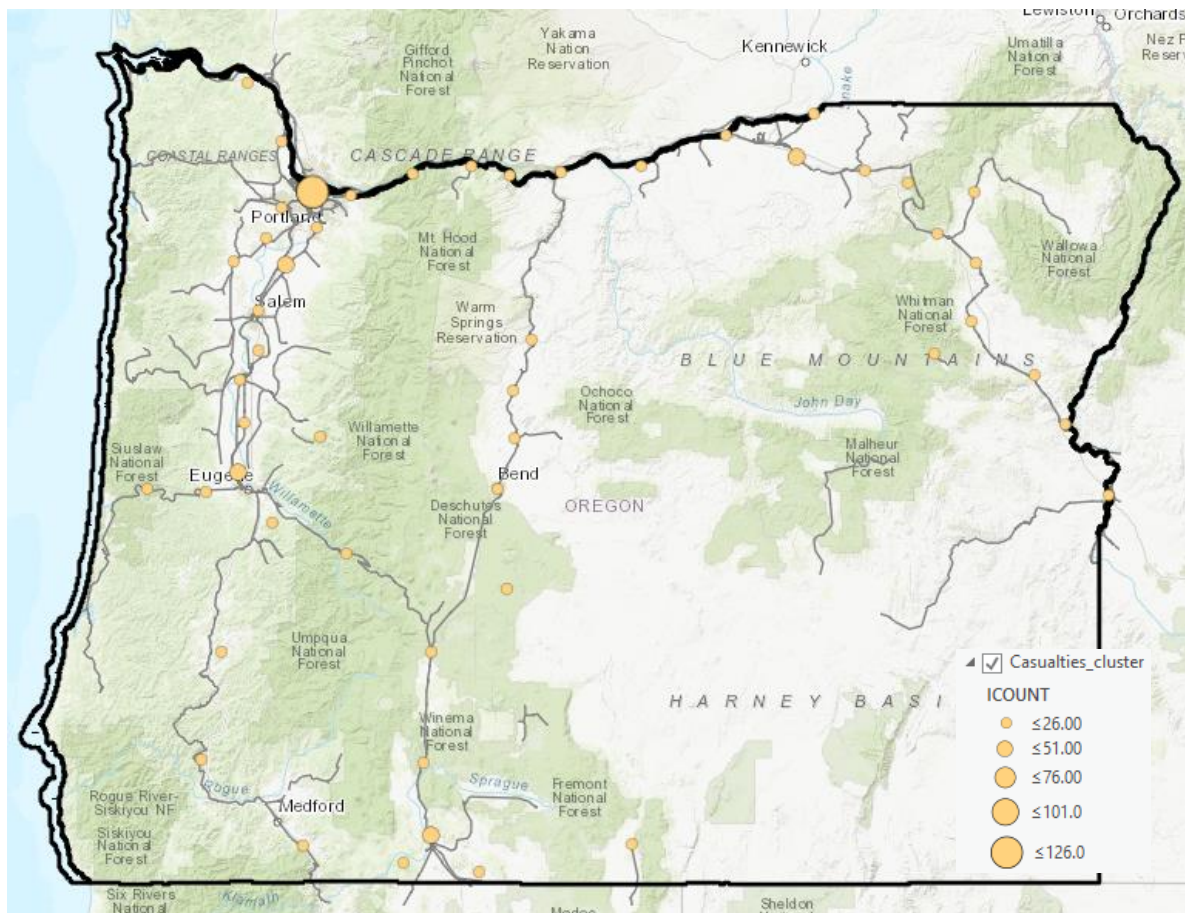 Lewiston
Orchards
Yakama
Nation
Reservation
Gifford
Pinchot
National
Forest
Kennewick
Umatilla
National
Forest
Nez P
Reserv
COASTAL RANGES
CASCADE RANGE
Portland
Mt. Hood
National
Forest
Wallowa
National
Forest
Salem
Warm
Springs
Reservation
Whitman
National
Forest
BLUE MOUNTAINS
Ochoco
National
Forest
John Day
Willamette
National
Forest
Malheur
National
Forest
Siuslaw
National
Forest
Eugene
Willamette
Bend
Deschutes
National
Forest
OREGON
Umpqua
National
Forest
Casualties_cluster
ICOUNT
≤26.00
≤51.00
≤76.00
≤101.0
≤126.0
HARNEY BASI
Winema
National
Forest
Sprague
Fremont
National
Forest
Rogue River-
Siskiyou NF
Rogue
Medford
Siskiyou
National
Forest
Six Rivers
National
Klamath
Modoc
Sheldon